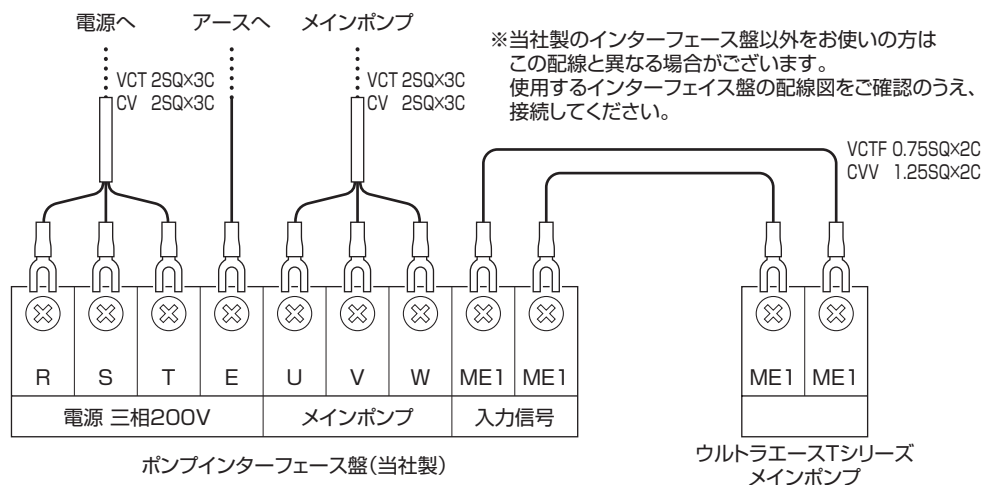 電源へ
アースへ
メインポンプ
※当社製のインターフェース盤以外をお使いの方は
この配線と異なる場合がございます。
使用するインターフェイス盤の配線図をご確認のうえ、
接続してください。
VCT 2SQ×3C
CV 2SQ×3C
VCT 2SQ×3C
CV 2SQ×3C
VCTF 0.75SQ×2C
CVV 1.25SQ×2C
R S T E U V W ME1 ME1
ME1 ME1
電源 三相200V
メインポンプ
入力信号
ポンプインターフェース盤(当社製)
ウルトラエースTシリーズ
メインポンプ